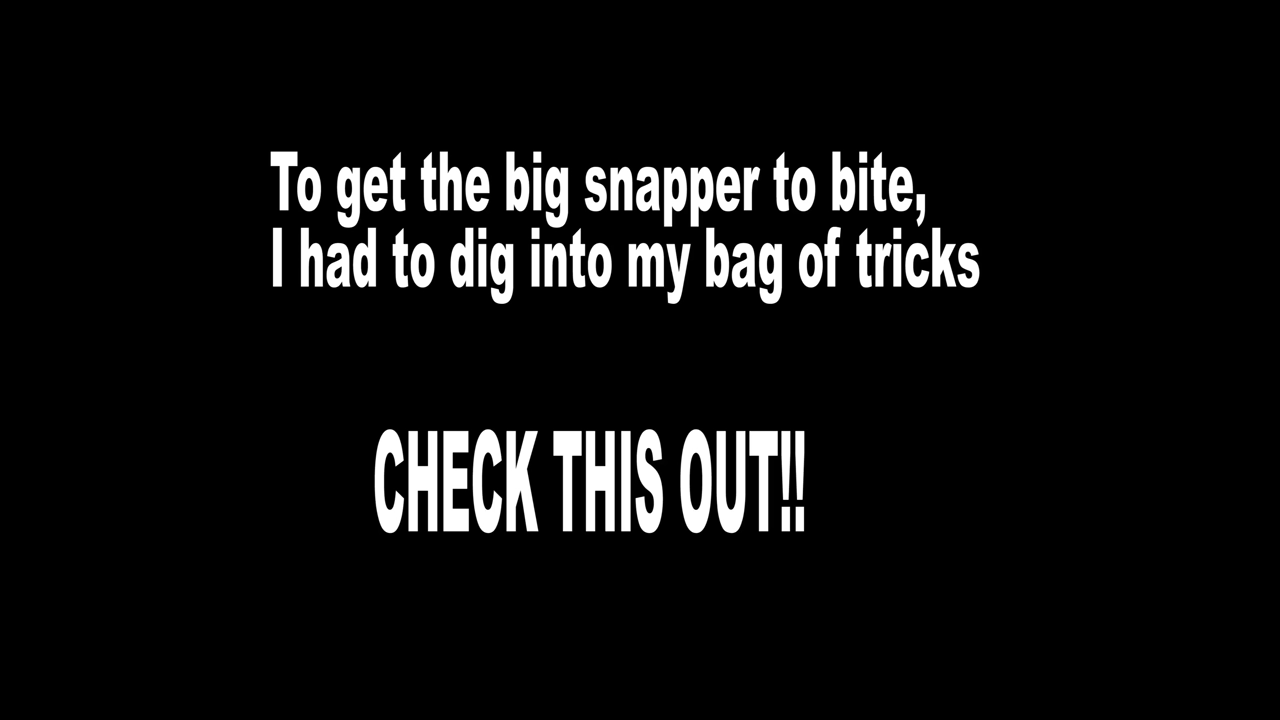 To get the big snapper to bite,
I had to dig into my bag of tricks
CHECK THIS OUT!!